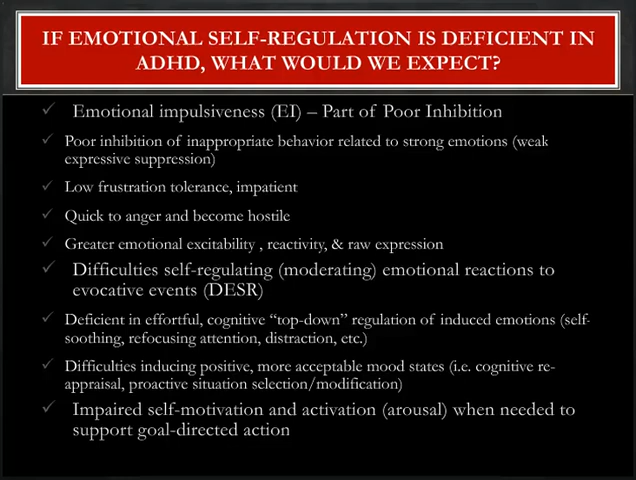 IF EMOTIONAL SELF-REGULATION IS DEFICIENT IN
ADHD, WHAT WOULD WE EXPECT?
✓ Emotional impulsiveness (EI) – Part of Poor Inhibition
✓ Poor inhibition of inappropriate behavior related to strong emotions (weak
expressive suppression)
✓ Low frustration tolerance, impatient
✓ Quick to anger and become hostile
✓ Greater emotional excitability , reactivity, & raw expression
✓ Difficulties self-regulating (moderating) emotional reactions to
evocative events (DESR)
✓ Deficient in effortful, cognitive “top-down” regulation of induced emotions (self-
soothing, refocusing attention, distraction, etc.)
✓ Difficulties inducing positive, more acceptable mood states (i.e. cognitive re-
appraisal, proactive situation selection/modification)
✓ Impaired self-motivation and activation (arousal) when needed to
support goal-directed action